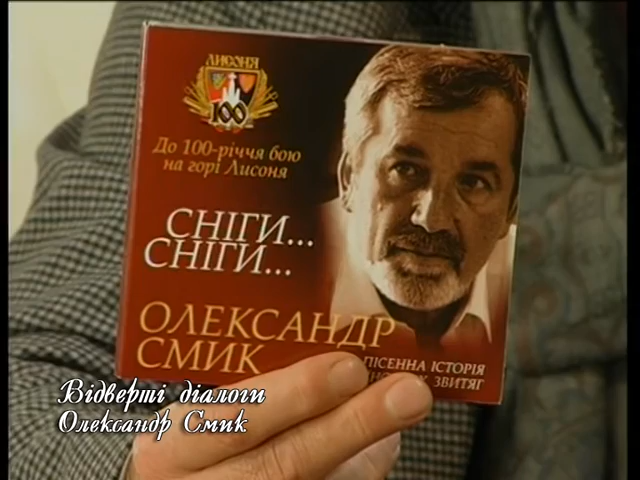 ЛИСОНЯ
100
До 100-річчя бою
на горі Лисоня
СНІГИ...
СНІГИ...
ОЛЕКСАНДР
СМИК
ПІСЕННА ІСТОРІЯ
ЗВИТЯГ
Відверті діалоги
Олександр Смик